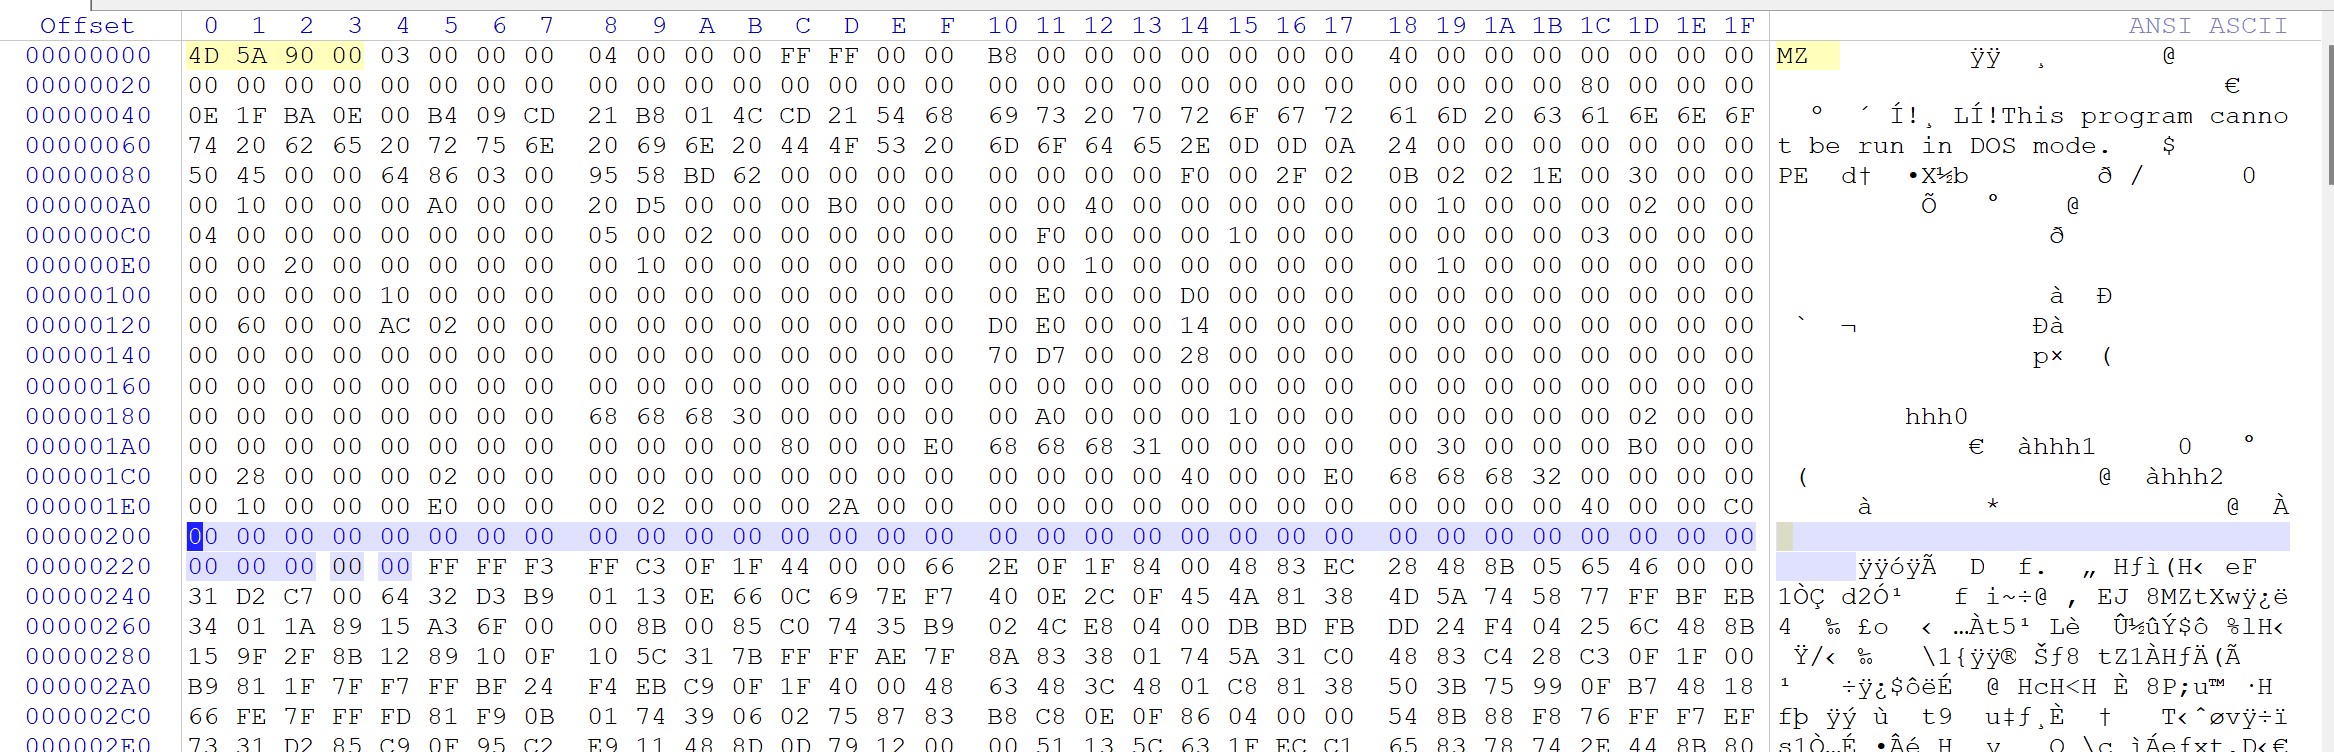 Offset 0 1 2 3 4 5 6 7 8 9 A B C D E F 10 11 12 13 14 15 16 17 18 19 1A 1B 1C 1D 1E 1F ANSI ASCII
00000000 4D 5A 90 00 03 00 00 00 04 00 00 00 FF FF 00 00 B8 00 00 00 00 00 00 00 40 00 00 00 00 00 00 00 MZ ÿÿ ¸ @
00000020 00 00 00 00 00 00 00 00 00 00 00 00 00 00 00 00 00 00 00 00 00 00 00 00 00 00 00 00 80 00 00 00 €
00000040 0E 1F BA 0E 00 B4 09 CD 21 B8 01 4C CD 21 54 68 69 73 20 70 72 6F 67 72 61 6D 20 63 61 6E 6E 6F º ´ Í!¸ LÍ!This program canno
00000060 74 20 62 65 20 72 75 6E 20 69 6E 20 44 4F 53 20 6D 6F 64 65 2E 0D 0D 0A 24 00 00 00 00 00 00 00 t be run in DOS mode. $
00000080 50 45 00 00 64 86 03 00 95 58 BD 62 00 00 00 00 00 00 00 00 F0 00 2F 02 0B 02 02 1E 00 30 00 00 PE d† •X½b ð / 0
000000A0 00 10 00 00 00 A0 00 00 20 D5 00 00 00 B0 00 00 00 00 40 00 00 00 00 00 00 10 00 00 00 02 00 00 Õ ° @
000000C0 04 00 00 00 00 00 00 00 05 00 02 00 00 00 00 00 00 F0 00 00 00 10 00 00 00 00 00 00 03 00 00 00 ð
000000E0 00 00 20 00 00 00 00 00 00 10 00 00 00 00 00 00 00 00 10 00 00 00 00 00 00 10 00 00 00 00 00 00
00000100 00 00 00 00 10 00 00 00 00 00 00 00 00 00 00 00 00 E0 00 00 D0 00 00 00 00 00 00 00 00 00 00 00 à Ð
00000120 00 60 00 00 AC 02 00 00 00 00 00 00 00 00 00 00 D0 E0 00 00 14 00 00 00 00 00 00 00 00 00 00 00 ` ¬ Ðà
00000140 00 00 00 00 00 00 00 00 00 00 00 00 00 00 00 00 70 D7 00 00 28 00 00 00 00 00 00 00 00 00 00 00 p× (
00000160 00 00 00 00 00 00 00 00 00 00 00 00 00 00 00 00 00 00 00 00 00 00 00 00 00 00 00 00 00 00 00 00
00000180 00 00 00 00 00 00 00 00 68 68 68 30 00 00 00 00 00 A0 00 00 00 10 00 00 00 00 00 00 00 02 00 00 hhh0
000001A0 00 00 00 00 00 00 00 00 00 00 00 00 80 00 00 E0 68 68 68 31 00 00 00 00 00 30 00 00 00 B0 00 00 € àhhh1 0 °
000001C0 00 28 00 00 00 02 00 00 00 00 00 00 00 00 00 00 00 00 00 00 40 00 00 E0 68 68 68 32 00 00 00 00 ( @ àhhh2
000001E0 00 10 00 00 00 E0 00 00 00 02 00 00 00 2A 00 00 00 00 00 00 00 00 00 00 00 00 00 00 40 00 00 C0 à * @ À
00000200 00 00 00 00 00 00 00 00 00 00 00 00 00 00 00 00 00 00 00 00 00 00 00 00 00 00 00 00 00 00 00 00
00000220 00 00 00 00 00 FF FF F3 FF C3 0F 1F 44 00 00 66 2E 0F 1F 84 00 48 83 EC 28 48 8B 05 65 46 00 00 ÿÿóÿÃ D f. „ Hƒì(H‹ eF
00000240 31 D2 C7 00 64 32 D3 B9 01 13 0E 66 0C 69 7E F7 40 0E 2C 0F 45 4A 81 38 4D 5A 74 58 77 FF BF EB 1ÒÇ d2Ó¹ f i~÷@ , EJ 8MZtXwÿ¿ë
00000260 34 01 1A 89 15 A3 6F 00 00 8B 00 85 C0 74 35 B9 02 4C E8 04 00 DB BD FB DD 24 F4 04 25 6C 48 8B 4 ‰ £o ‹ …Àt5¹ Lè Û½ûÝ$ô %lH‹
00000280 15 9F 2F 8B 12 89 10 0F 10 5C 31 7B FF FF AE 7F 8A 83 38 01 74 5A 31 C0 48 83 C4 28 C3 0F 1F 00 Ÿ/‹ ‰ \1{ÿÿ® Šƒ8 tZ1ÀHƒÄ(Ã
000002A0 B9 81 1F 7F F7 FF BF 24 F4 EB C9 0F 1F 40 00 48 63 48 3C 48 01 C8 81 38 50 3B 75 99 0F B7 48 18 ¹ ÷ÿ¿$ôëÉ @ HcH<H È 8P;u™ ·H
000002C0 66 FE 7F FF FD 81 F9 0B 01 74 39 06 02 75 87 83 B8 C8 0E 0F 86 04 00 00 54 8B 88 F8 76 FF F7 EF fþ ÿý ù t9 u‡ƒ¸È † T‹ˆøvÿ÷ï
000002E0 73 31 D2 85 C9 0F 95 C2 E9 11 48 8D 0D 79 12 00 00 51 13 5C 63 1F EC C1 65 83 78 74 2E 44 8B 80